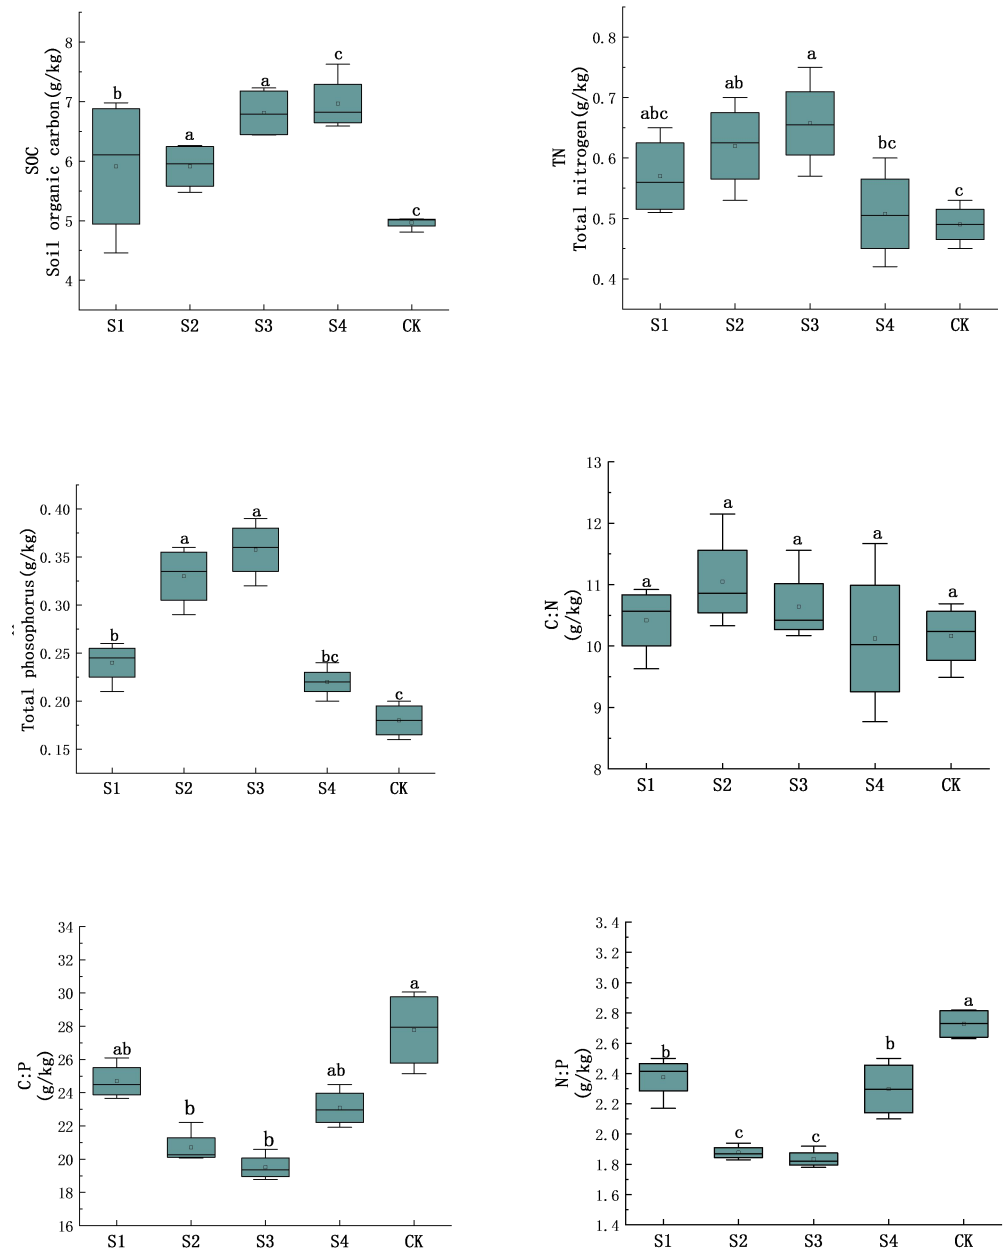 SOC
Soil organic carbon(g/kg)
8
7
6
5
4
b
a
a
c
c
S1 S2 S3 S4 CK
TN
Total nitrogen(g/kg)
0.8
0.7
0.6
0.5
0.4
abc
ab
a
bc
c
S1 S2 S3 S4 CK
Total phosophorus(g/kg)
0.40
0.35
0.30
0.25
0.20
0.15
b
a
a
bc
c
S1 S2 S3 S4 CK
C:N
(g/kg)
13
12
11
10
9
8
a
a
a
a
a
S1 S2 S3 S4 CK
C:P
(g/kg)
34
32
30
28
26
24
22
20
18
16
ab
b
b
ab
a
S1 S2 S3 S4 CK
N:P
(g/kg)
3.4
3.2
3.0
2.8
2.6
2.4
2.2
2.0
1.8
1.6
1.4
b
c
c
b
a
S1 S2 S3 S4 CK